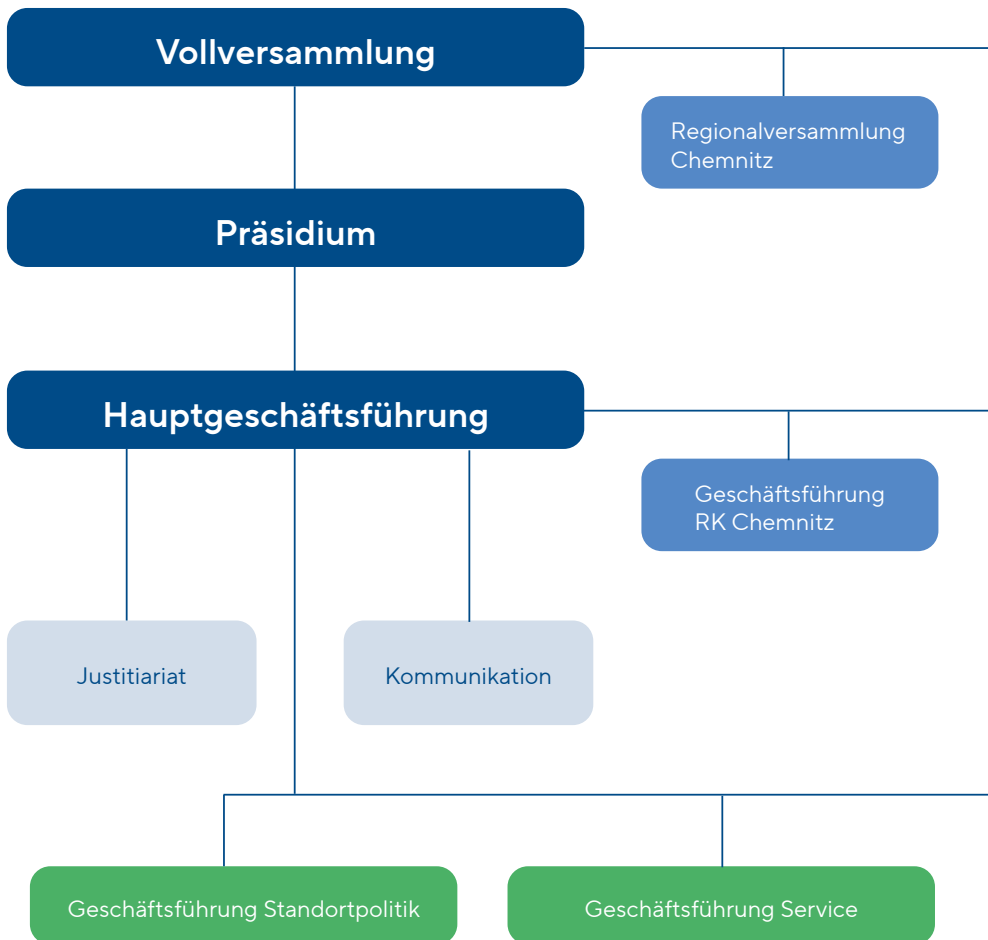 Vollversammlung
Regionalversammlung
Chemnitz
Präsidium
Hauptgeschäftsführung
Geschäftsführung
RK Chemnitz
Justitiariat
Kommunikation
Geschäftsführung Standortpolitik
Geschäftsführung Service